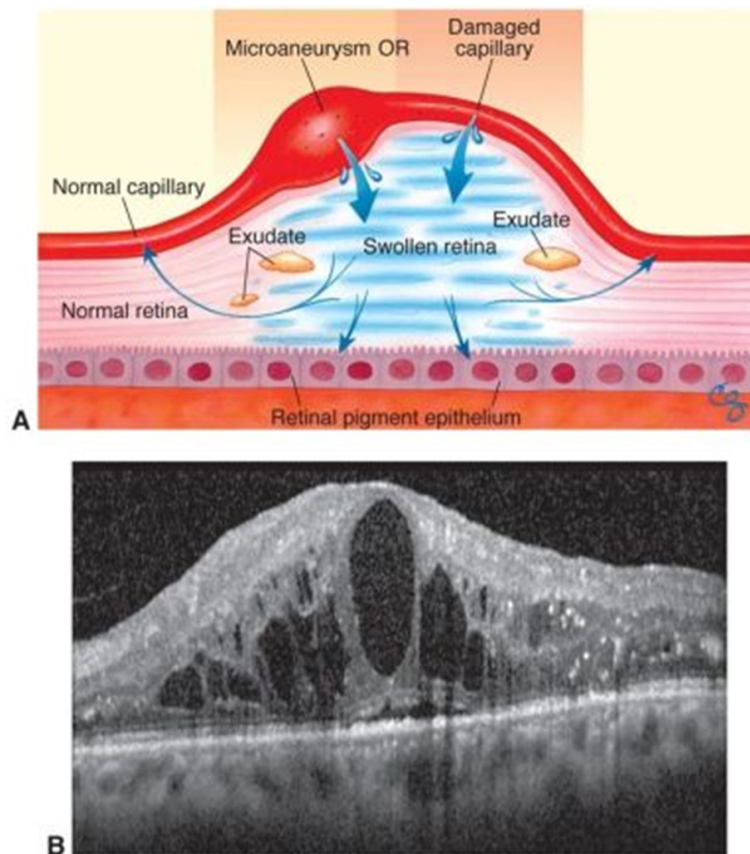 Microaneurysm OR
Damaged
capillary
Normal capillary
Exudate
Exudate
Swollen retina
Normal retina
Retinal pigment epithelium
A
B